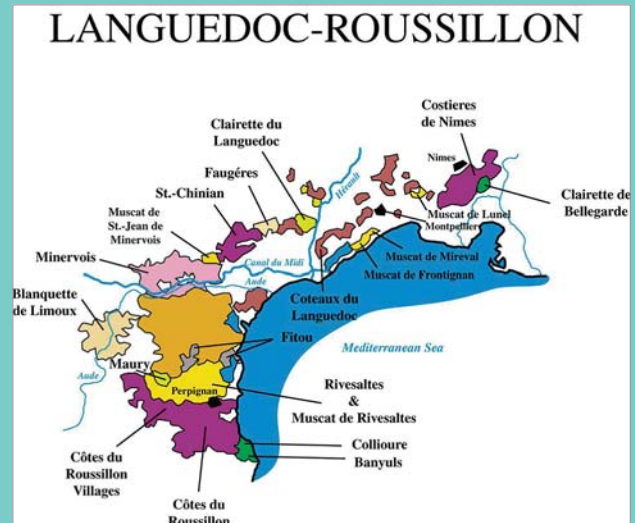 LANGUEDOC-ROUSSILLON
Costieres
de Nimes
Clairette du
Languedoc
Nimes
Faugéres
Hérault
St.-Chinian
Clairette de
Bellegarde
Muscat de
St.-Jean de
Minervois
Muscat de Lunel
Montpelliers
Minervois
Canal du Midi
Muscat de Mireval
Muscat de Frontignan
Aude
Blanquette
de Limoux
Coteaux du
Languedoc
Fitou
Mediterranean Sea
Maury
Aude
Perpignan
Rivesaltes
&
Muscat de Rivesaltes
Collioure
Banyuls
Côtes du
Roussillon
Villages
Côtes du
Roussillon